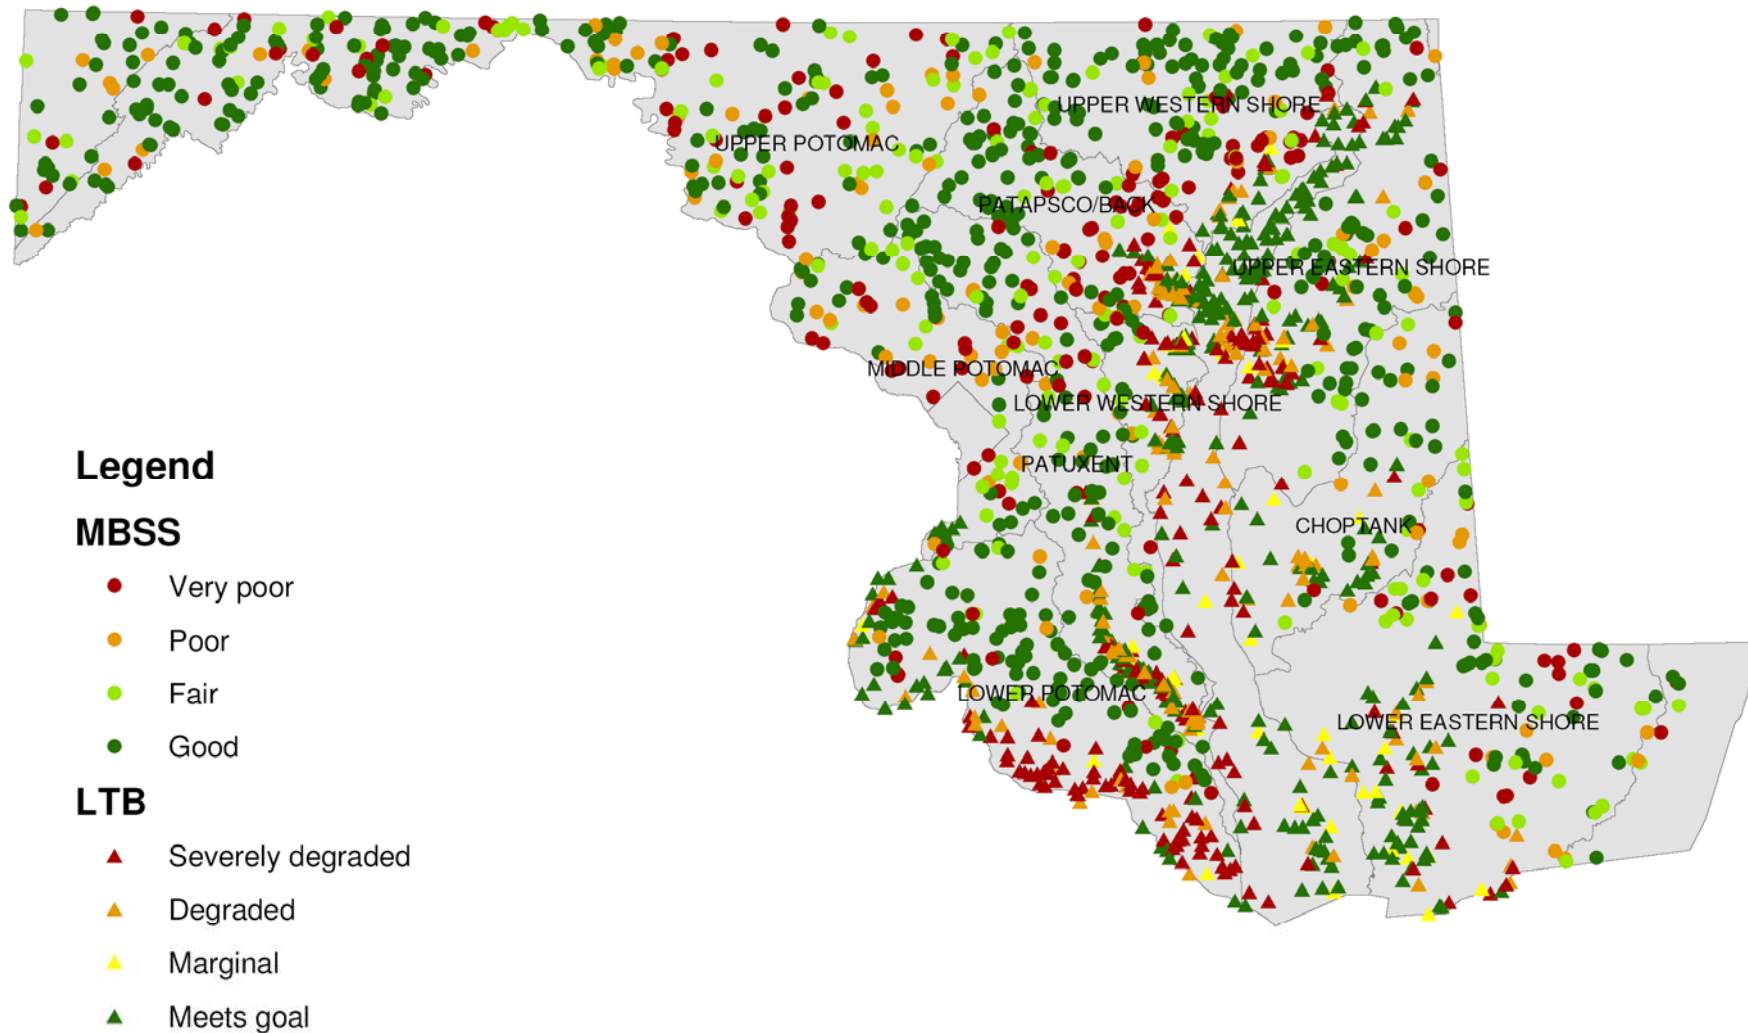 UPPER WESTERN SHORE
UPPER POTOMAC
PATAPSCO/BACK
UPPER EASTERN SHORE
MIDDLE POTOMAC
LOWER WESTERN SHORE
PATUXENT
CHOPTANK
LOWER POTOMAC
LOWER EASTERN SHORE
Legend
MBSS
Very poor
Poor
Fair
Good
LTB
Severely degraded
Degraded
Marginal
Meets goal